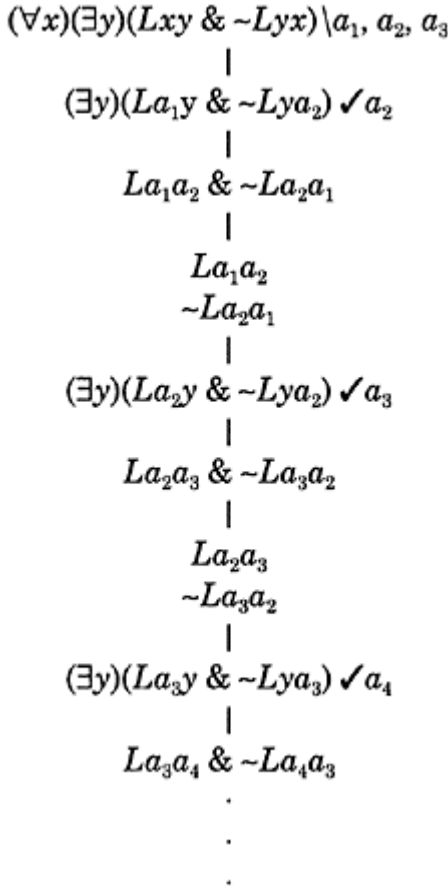 (∀x)(∃y)(Lxy & ~Lyx)\a₁, a₂, a₃
(∃y)(La₁y & ~Lya₂) ✓a₂
La₁a₂ & ~La₂a₁
La₁a₂
~La₂a₁
(∃y)(La₂y & ~Lya₂) ✓a₃
La₂a₃ & ~La₃a₂
La₂a₃
~La₃a₂
(∃y)(La₃y & ~Lya₃) ✓a₄
La₃a₄ & ~La₄a₃
.
.
.